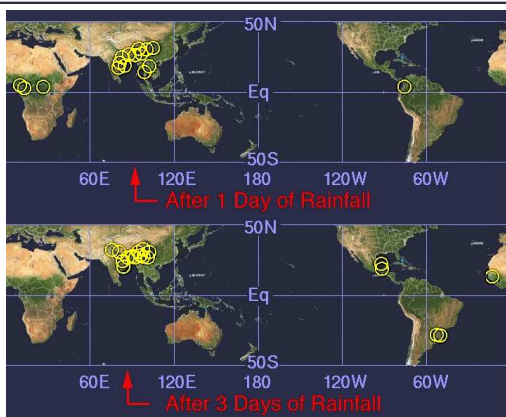 50N
Eq
50S
60E 120E 180 120W 60W
After 1 Day of Rainfall
50N
Eq
50S
60E 120E 180 120W 60W
After 3 Days of Rainfall